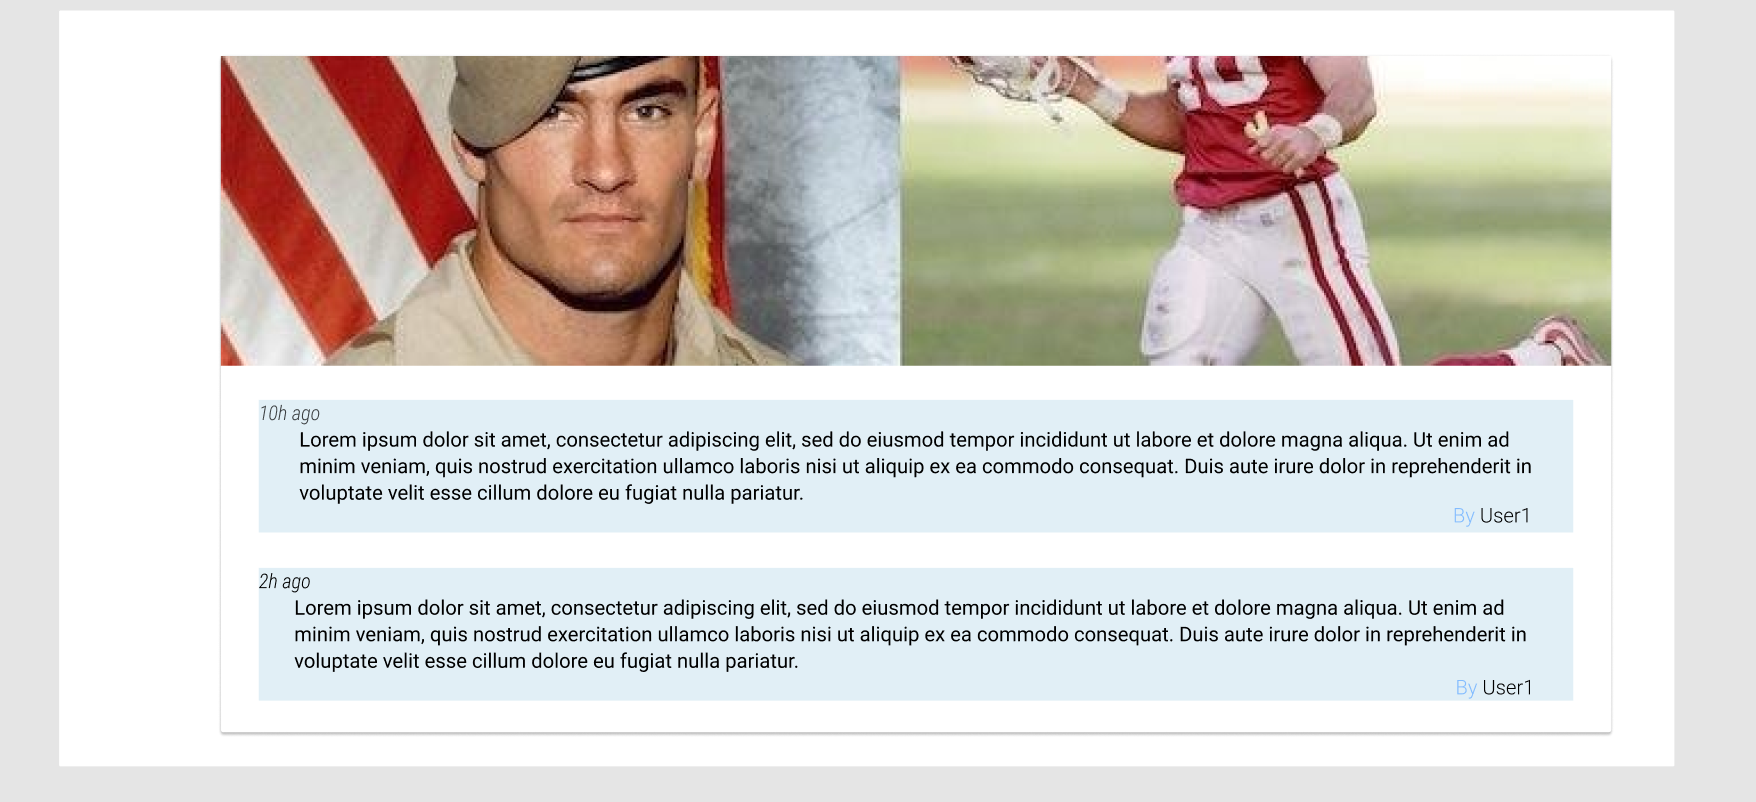 10h ago
Lorem ipsum dolor sit amet, consectetur adipiscing elit, sed do eiusmod tempor incididunt ut labore et dolore magna aliqua. Ut enim ad
minim veniam, quis nostrud exercitation ullamco laboris nisi ut aliquip ex ea commodo consequat. Duis aute irure dolor in reprehenderit in
voluptate velit esse cillum dolore eu fugiat nulla pariatur.
By User1
2h ago
Lorem ipsum dolor sit amet, consectetur adipiscing elit, sed do eiusmod tempor incididunt ut labore et dolore magna aliqua. Ut enim ad
minim veniam, quis nostrud exercitation ullamco laboris nisi ut aliquip ex ea commodo consequat. Duis aute irure dolor in reprehenderit in
voluptate velit esse cillum dolore eu fugiat nulla pariatur.
By User1